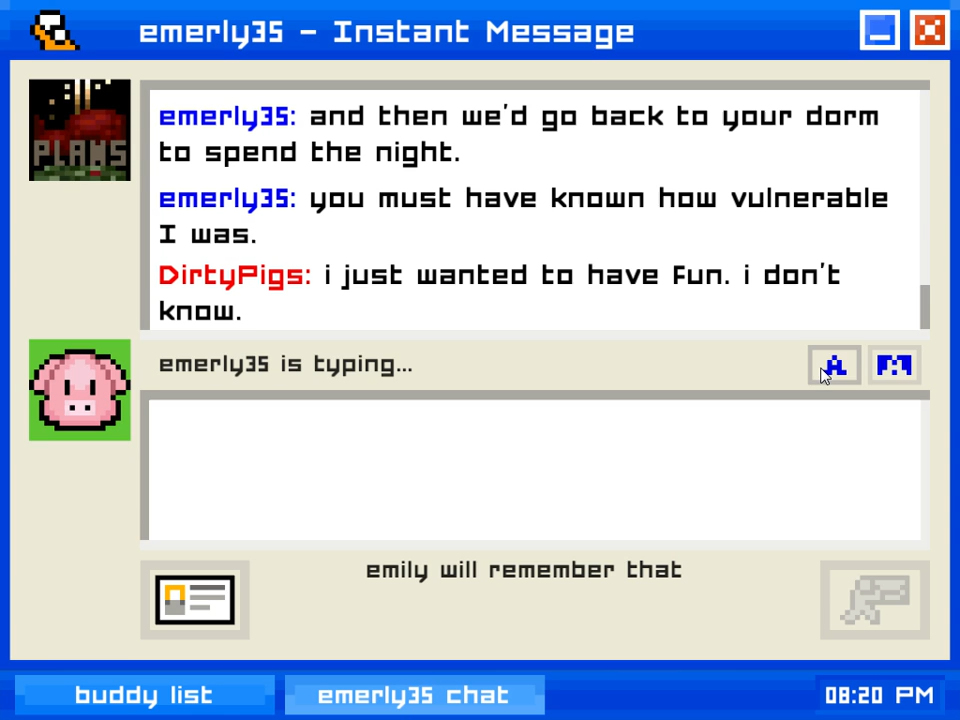 emerly35 - Instant Message
PLANS
emerly35: and then we'd go back to your dorm
to spend the night.
emerly35: you must have known how vulnerable
I was.
DirtyPigs: i just wanted to have fun. i don't
know.
emerly35 is typing...
A
emily will remember that
buddy list
emerly35 chat
08:20 PM